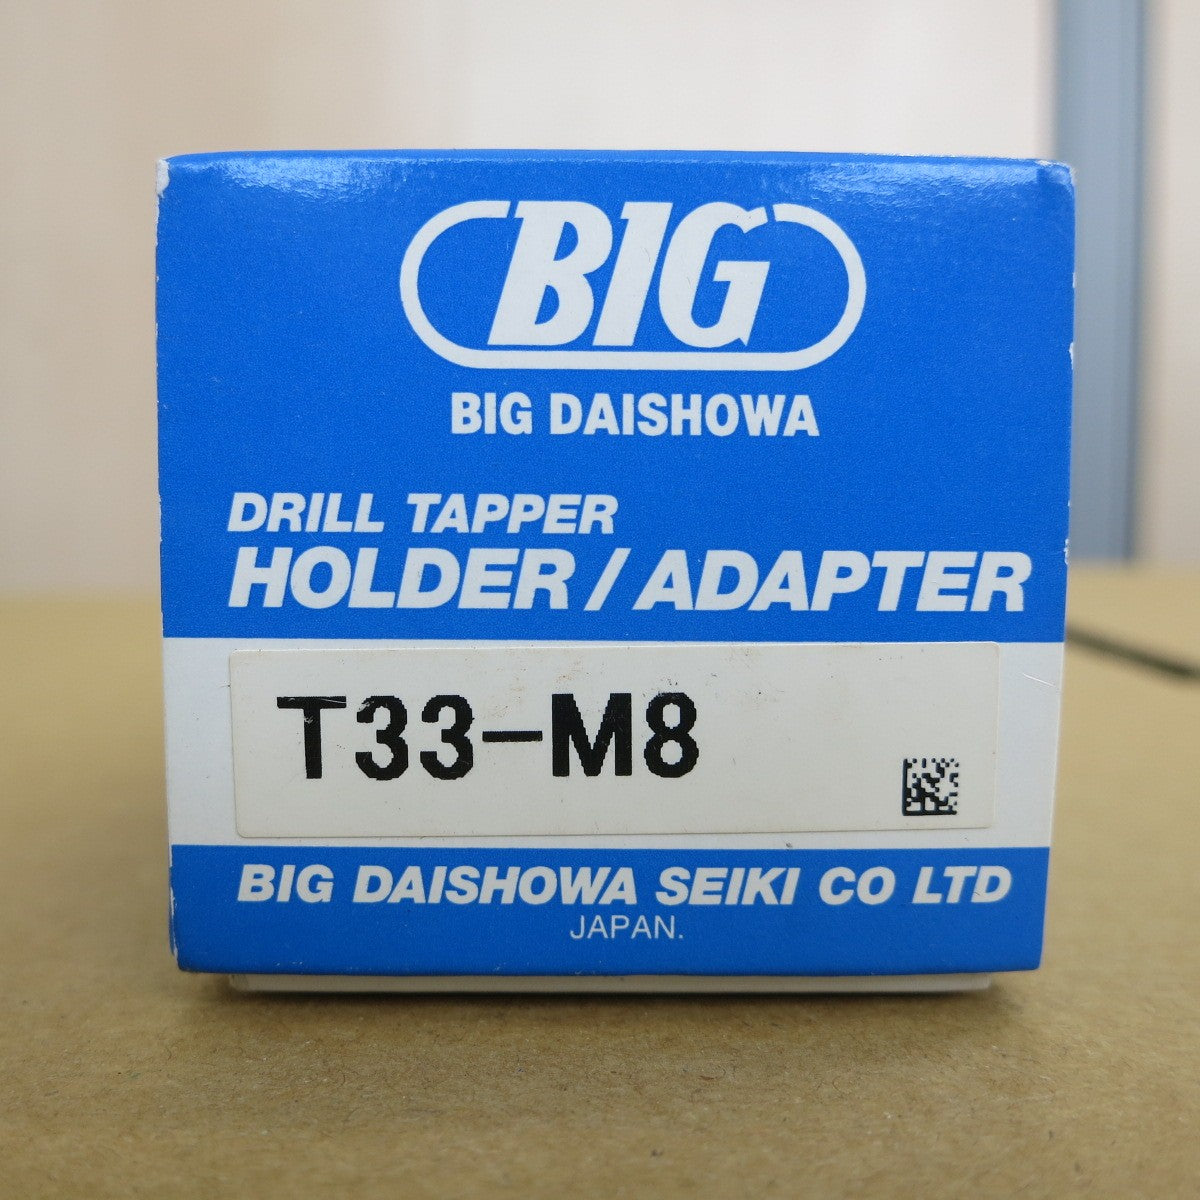 BIG
BIG DAISHOWA
DRILL TAPPER
HOLDER/ADAPTER
T33-M8
BIG DAISHOWA SEIKI CO LTD
JAPAN.